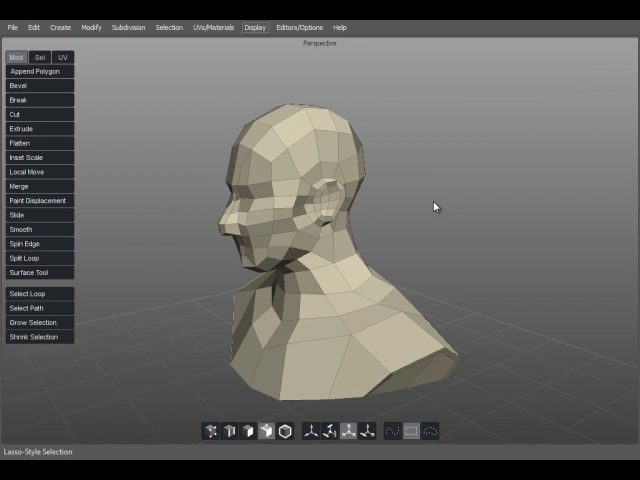 File Edit Create Modify Subdivision Selection UVs/Materials Display Editors/Options Help
Perspective
Mod Sel UV
Append Polygon
Bevel
Break
Cut
Extrude
Flatten
Inset Scale
Local Move
Merge
Paint Displacement
Slide
Smooth
Spin Edge
Split Loop
Surface Tool
Select Loop
Select Path
Grow Selection
Shrink Selection
Lasso-Style Selection